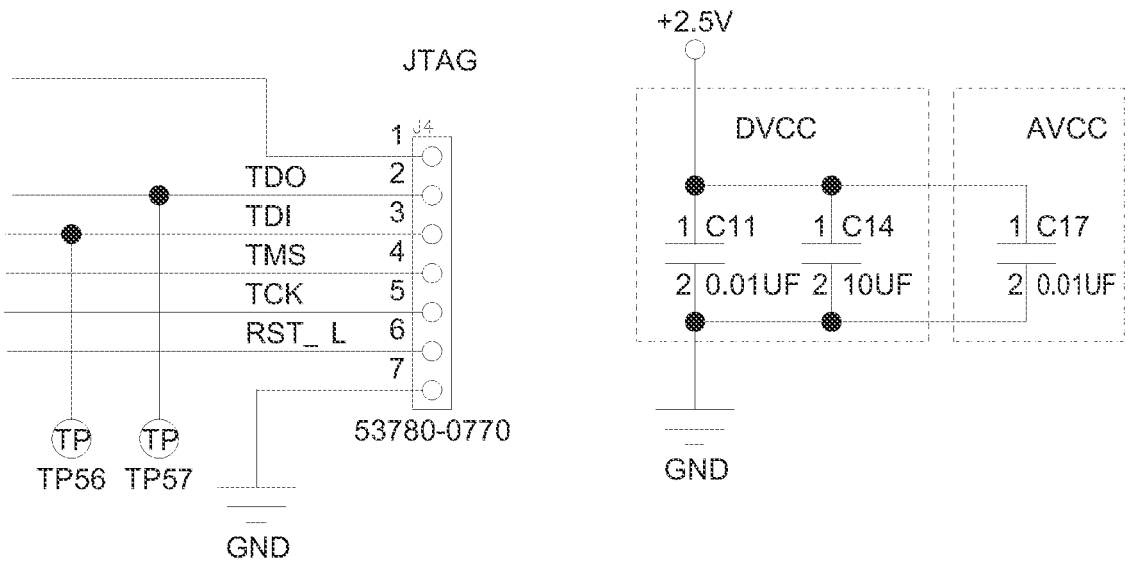 JTAG
J4
1
2
TDO
3
TDI
4
TMS
5
TCK
6
RST_ L
7
53780-0770
TP TP
TP56 TP57
GND
+2.5V
DVCC AVCC
1 C11 1 C14 1 C17
2 0.01UF 2 10UF 2 0.01UF
GND